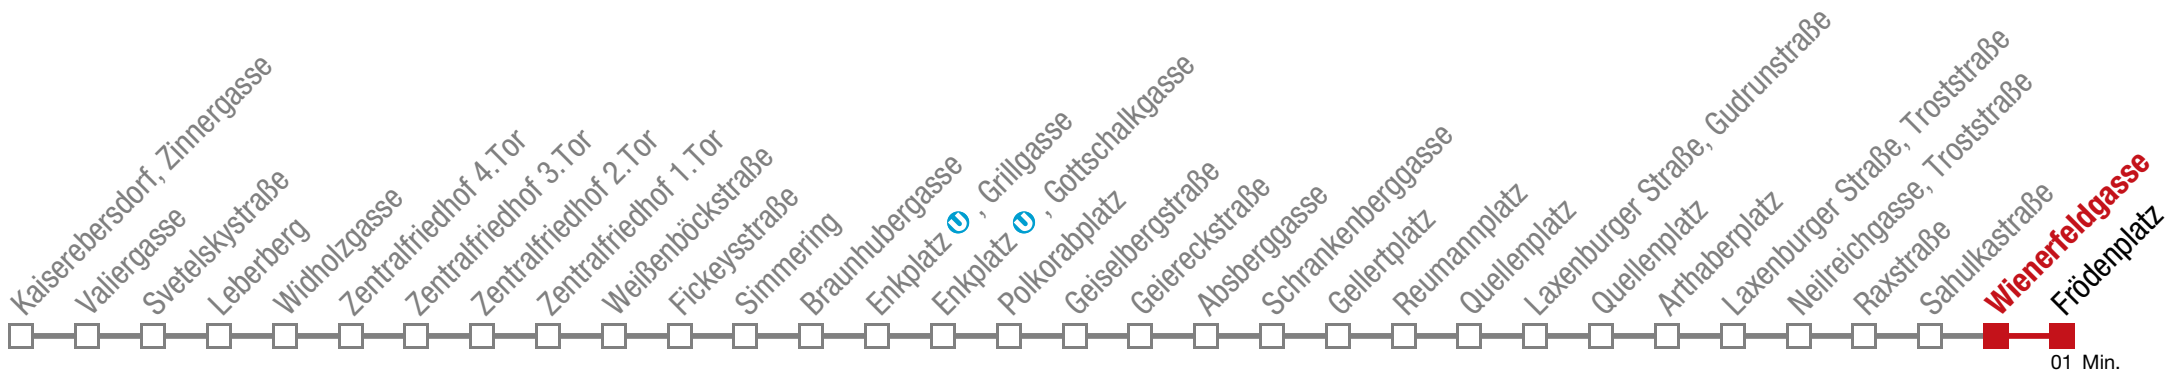 Kaiserebersdorf, Zinnergasse
Valiergasse
Svetelskystraße
Leberberg
Widholzgasse
Zentralfriedhof 4.Tor
Zentralfriedhof 3.Tor
Zentralfriedhof 2.Tor
Zentralfriedhof 1.Tor
Weißenböckstraße
Fickeysstraße
Simmering
Braunhubergasse
Enkplatz U , Grillgasse
Enkplatz U , Gottschalkgasse
Polkorabplatz
Geiselbergstraße
Geiereckstraße
Absberggasse
Schrankenberggasse
Gellertplatz
Reumannplatz
Quellenplatz
Laxenburger Straße, Gudrunstraße
Quellenplatz
Arthaberplatz
Laxenburger Straße, Troststraße
Neilreichgasse, Troststraße
Raxstraße
Sahulkastraße
Wienerfeldgasse
Frödenplatz
01 Min.